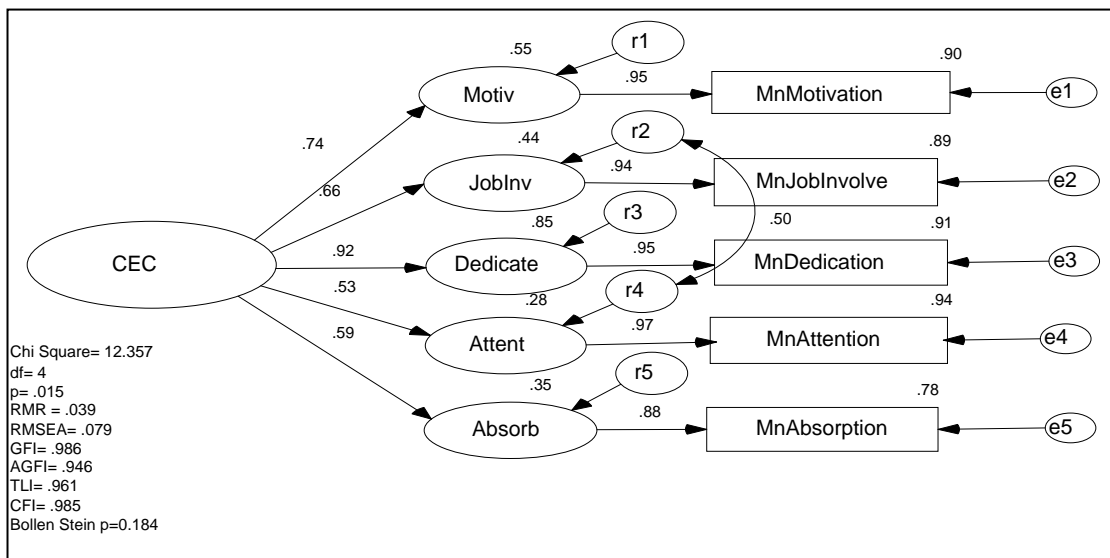 .55
r1
.90
Motiv
.95
MnMotivation
e1
.74
.44
r2
.89
.66
JobInv
.94
MnJobInvolve
e2
.50
.85
r3
.91
CEC
.92
Dedicate
.95
MnDedication
e3
.53
.28
r4
.94
.59
Attent
.97
MnAttention
e4
.35
r5
.78
Absorb
.88
MnAbsorption
e5
Chi Square= 12.357
df= 4
p= .015
RMR = .039
RMSEA= .079
GFI= .986
AGFI= .946
TLI= .961
CFI= .985
Bollen Stein p=0.184